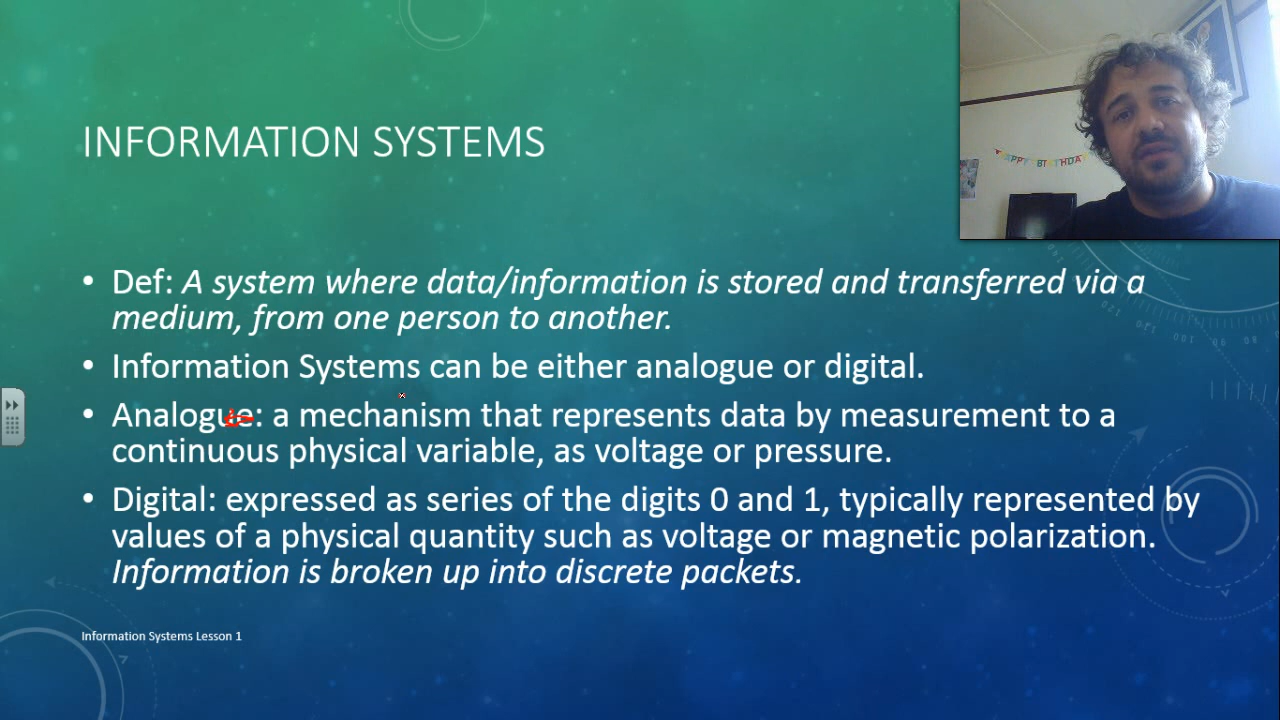 INFORMATION SYSTEMS
HAPPY BIRTHDAY
• Def: A system where data/information is stored and transferred via a
medium, from one person to another.
• Information Systems can be either analogue or digital.
• Analogue: a mechanism that represents data by measurement to a
continuous physical variable, as voltage or pressure.
• Digital: expressed as series of the digits 0 and 1, typically represented by
values of a physical quantity such as voltage or magnetic polarization.
Information is broken up into discrete packets.
Information Systems Lesson 1